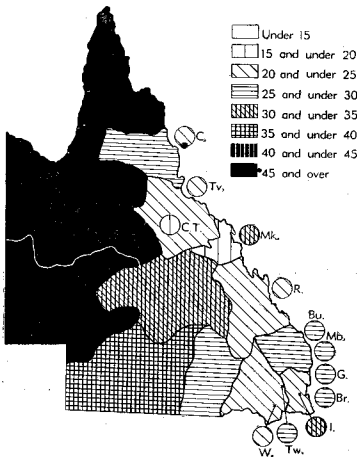 Under 15
15 and under 20
20 and under 25
25 and under 30
30 and under 35
35 and under 40
40 and under 45
45 and over
C.
Tv.
C.T.
Mk.
R.
Bu.
Mb.
G.
Br.
I.
W.
Tw.